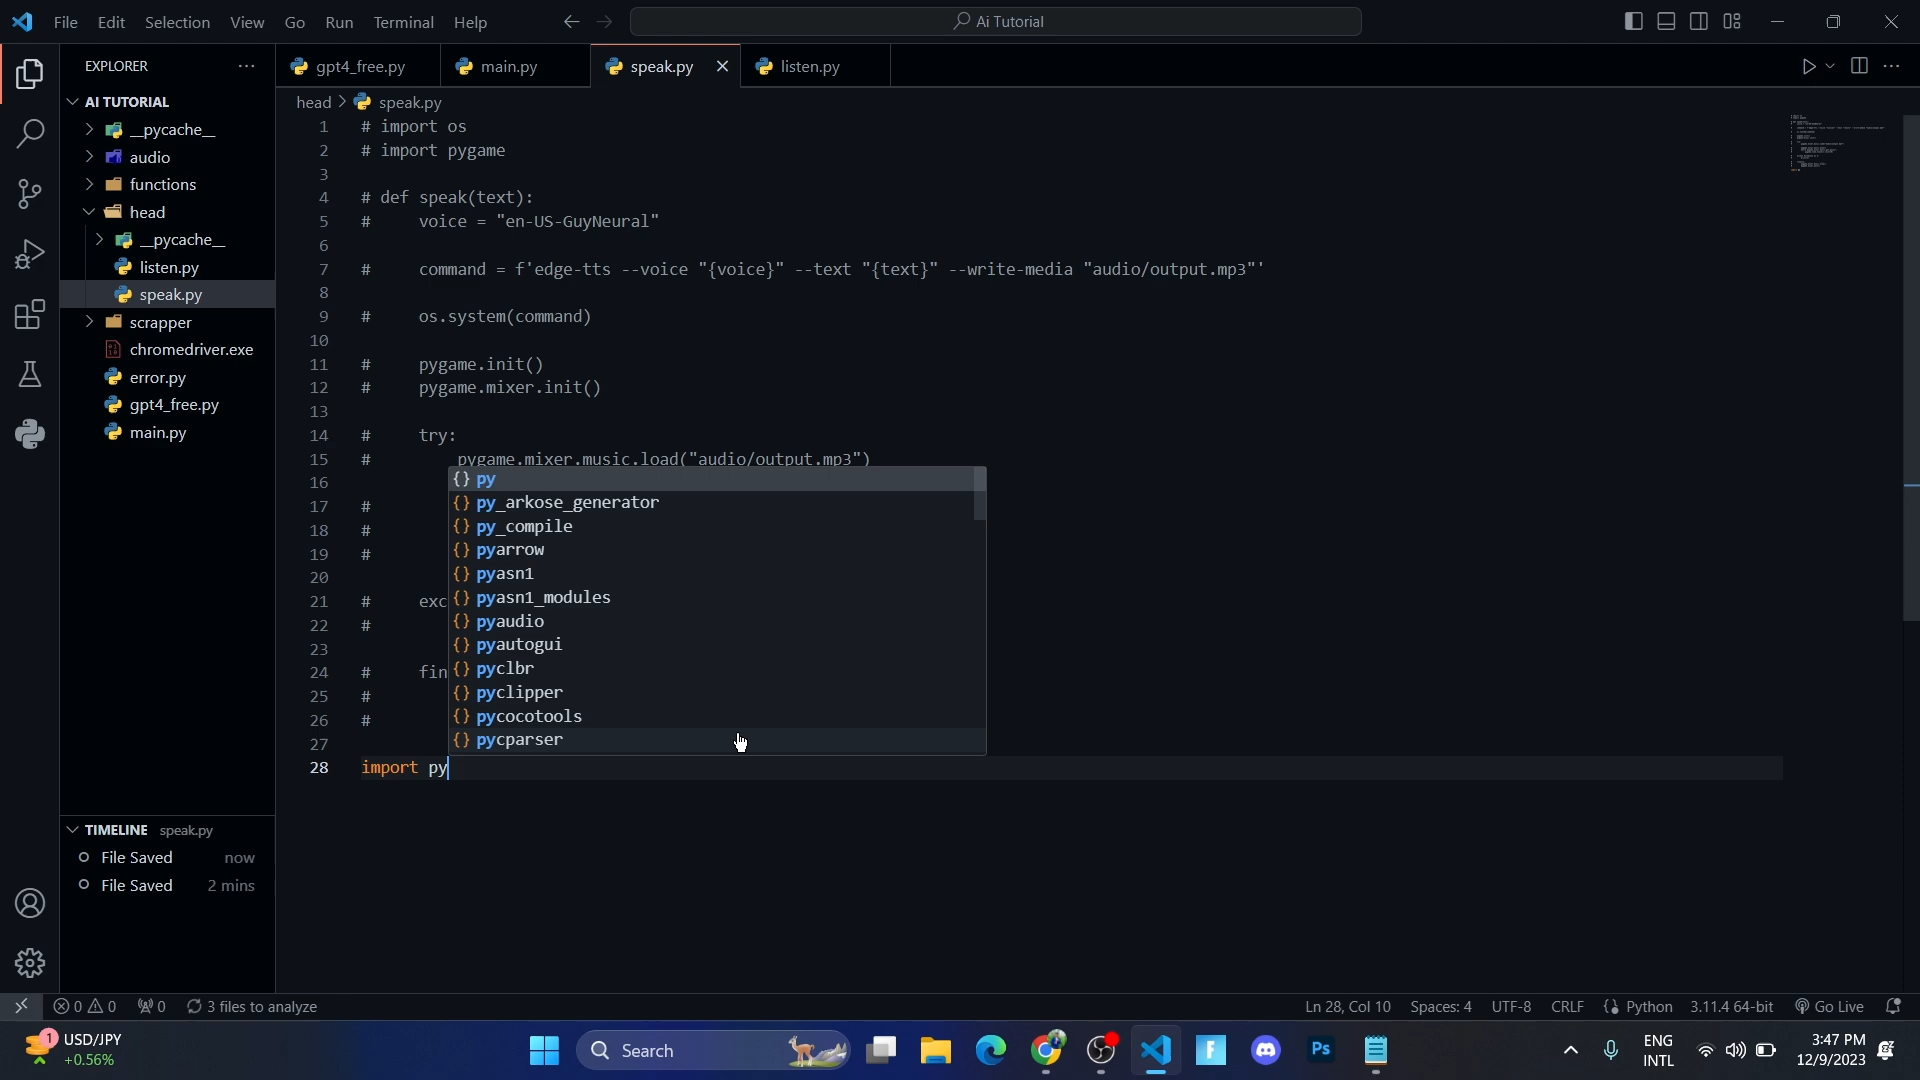 File Edit Selection View Go Run Terminal Help
Ai Tutorial
EXPLORER
gpt4_free.py
main.py
speak.py
listen.py
AI TUTORIAL
__pycache__
audio
functions
head
__pycache__
listen.py
speak.py
scrapper
chromedriver.exe
error.py
gpt4_free.py
main.py
TIMELINE speak.py
File Saved now
File Saved 2 mins
head > speak.py
1 # import os
2 # import pygame
3
4 # def speak(text):
5 # voice = "en-US-GuyNeural"
6
7 # command = f'edge-tts --voice "{voice}" --text "{text}" --write-media "audio/output.mp3"'
8
9 # os.system(command)
10
11 # pygame.init()
12 # pygame.mixer.init()
13
14 # try:
15 # pygame.mixer.music.load("audio/output.mp3")
16
17 #
18 #
19 #
20
21 # exc
22 #
23
24 # fin
25 #
26 #
27
28 import py
{} py
{} py_arkose_generator
{} py_compile
{} pyarrow
{} pyasn1
{} pyasn1_modules
{} pyaudio
{} pyautogui
{} pyclbr
{} pyclipper
{} pycocotools
{} pycparser
0 0 0 3 files to analyze
Ln 28, Col 10 Spaces: 4 UTF-8 CRLF {} Python 3.11.4 64-bit Go Live
1 USD/JPY
+0.56%
Search
F
Ps
ENG
INTL
3:47 PM
12/9/2023